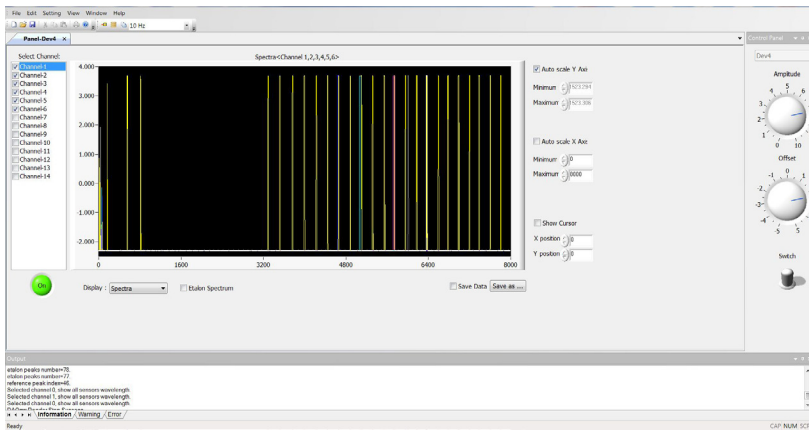 File Edit Setting View Window Help
10 Hz
Panel-Dev4 ×
Control Panel
Select Channel:
Spectra<Channel 1,2,3,4,5,6>
Dev4
Channel-1
Channel-2
Channel-3
Channel-4
Channel-5
Channel-6
Channel-7
Channel-8
Channel-9
Channel-10
Channel-11
Channel-12
Channel-13
Channel-14
4.000
3.000
2.000
1.000
0.000
-1.000
-2.000
0 1600 3200 4800 6400 8000
Auto scale Y Axe
Minimum 1523.294
Maximum
Auto scale X Axe
Minimum 0
Maximum 8000
Show Cursor
X position 0
Y position 0
Amplitude
4 5 6
3
2
1
0 10
Offset
-1 0 1
-2
-3
-4
-5 5
Switch
On
Display : Spectra
Etalon Spectrum
Save Data Save as ....
Output
etalon peaks number=78.
etalon peaks number=77.
reference peak index=46.
Selected channel 0, show all sensors wavelength.
Selected channel 1, show all sensors wavelength.
Selected channel 0, show all sensors wavelength.
Information Warning Error
Ready
CAP NUM